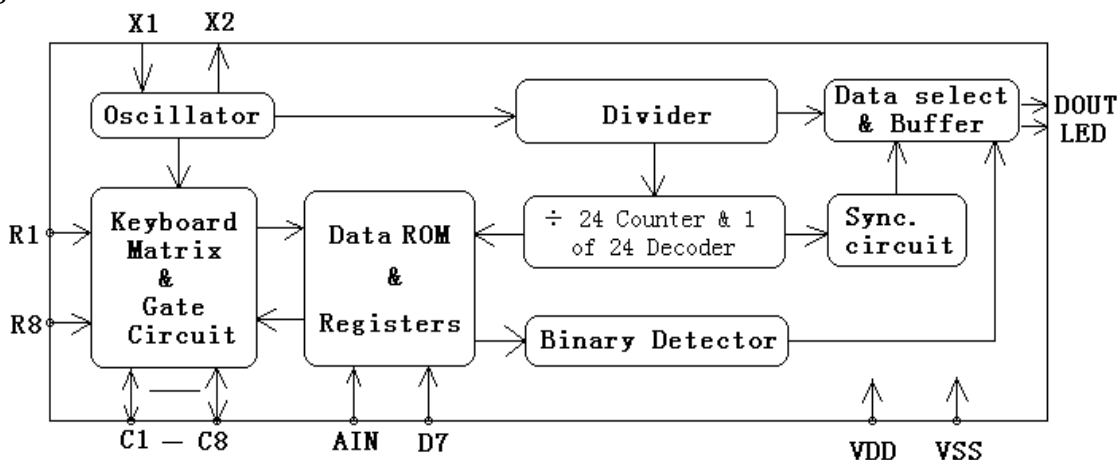 X1 X2
Oscillator
Divider
Data select
& Buffer
DOUT
LED
R1
R8
Keyboard
Matrix
&
Gate
Circuit
Data ROM
&
Registers
÷ 24 Counter & 1
of 24 Decoder
Sync.
circuit
Binary Detector
C1 — C8
AIN
D7
VDD
VSS